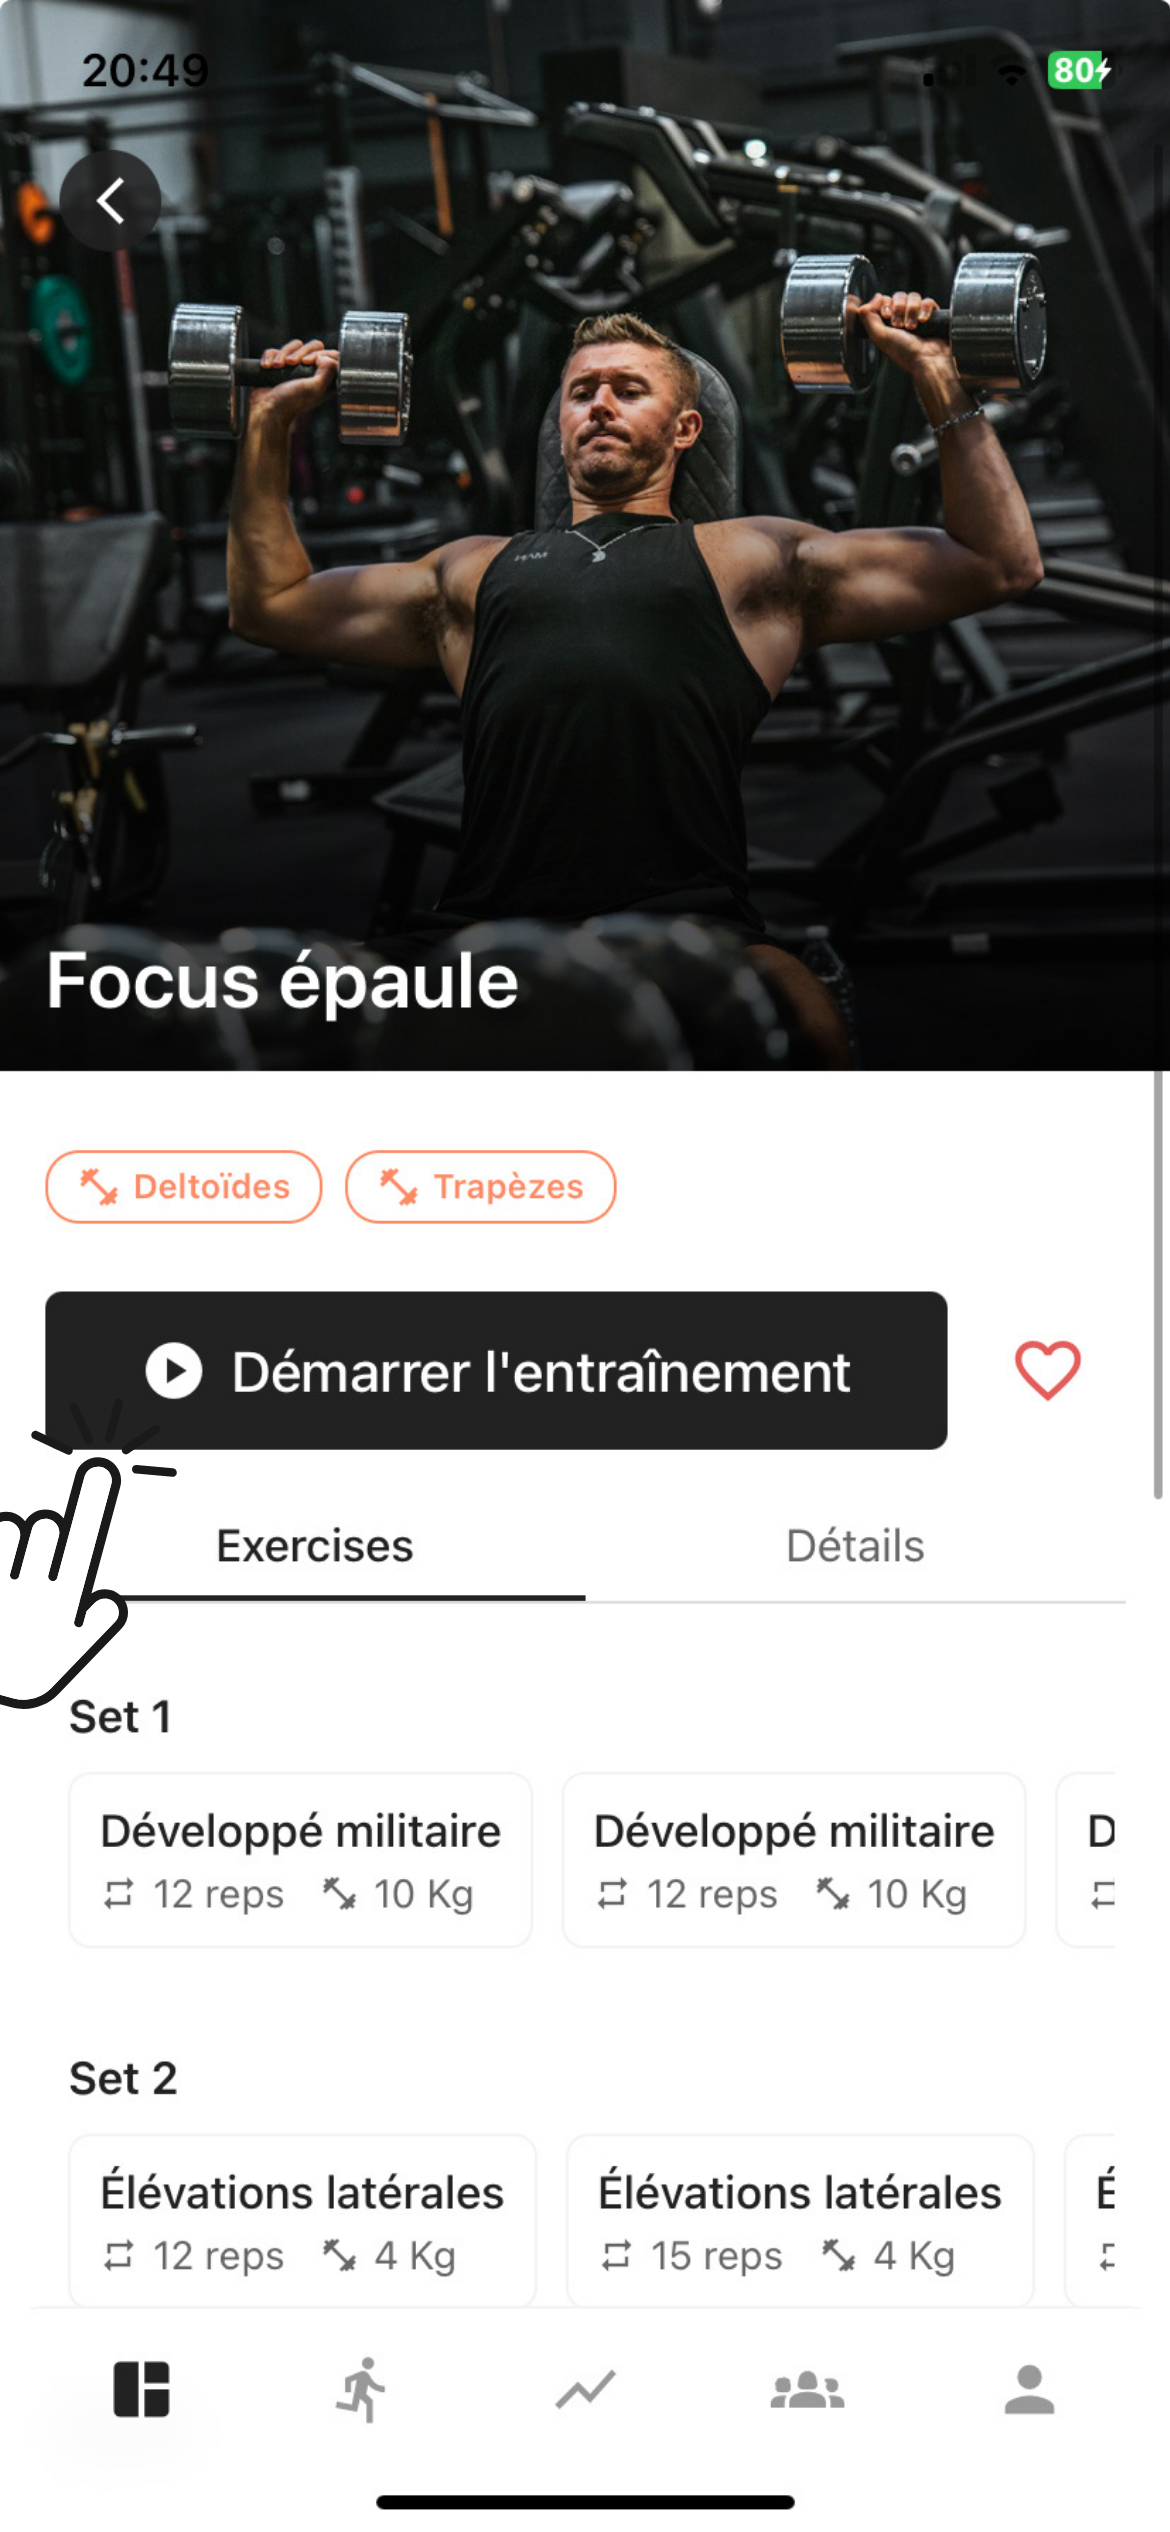 20:49
80
Focus épaule
Deltoïdes Trapèzes
Démarrer l'entraînement
Exercises Détails
Set 1
Développé militaire Développé militaire D
12 reps 10 Kg 12 reps 10 Kg
Set 2
Élévations latérales Élévations latérales É
12 reps 4 Kg 15 reps 4 Kg